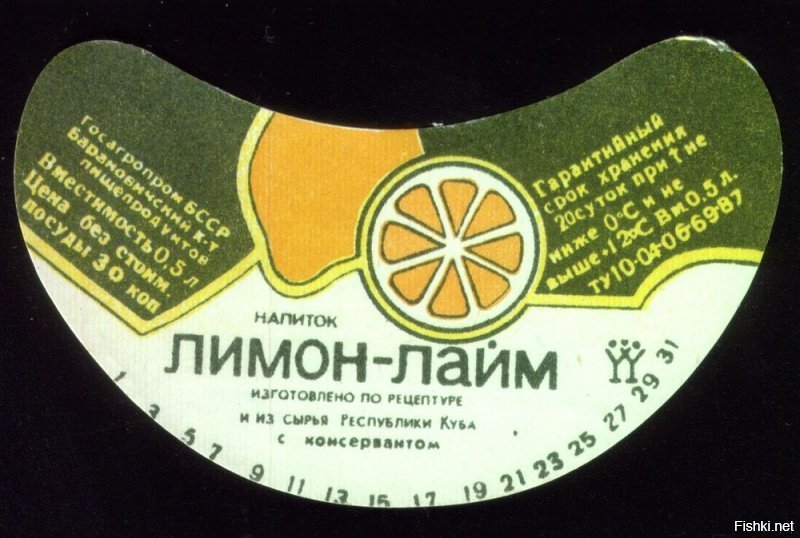 Госагропром БССР
Барановичский К-т
пищепродуктов
Вместимость 0,5 л
Цена без стоим.
посуды 30 коп
Гарантийный
срок хранения
20суток при t не
ниже 0°С и не
выше+12°С Вм.0.5 л.
ТУ10-04-06-69-87
НАПИТОК
ЛИМОН-ЛАЙМ
ИЗГОТОВЛЕНО ПО РЕЦЕПТУРЕ
И ИЗ СЫРЬЯ РЕСПУБЛИКИ КУБА
С КОНСЕРВАНТОМ
1 3 5 7 9 11 13 15 17 19 21 23 25 27 29 31
Fishki.net